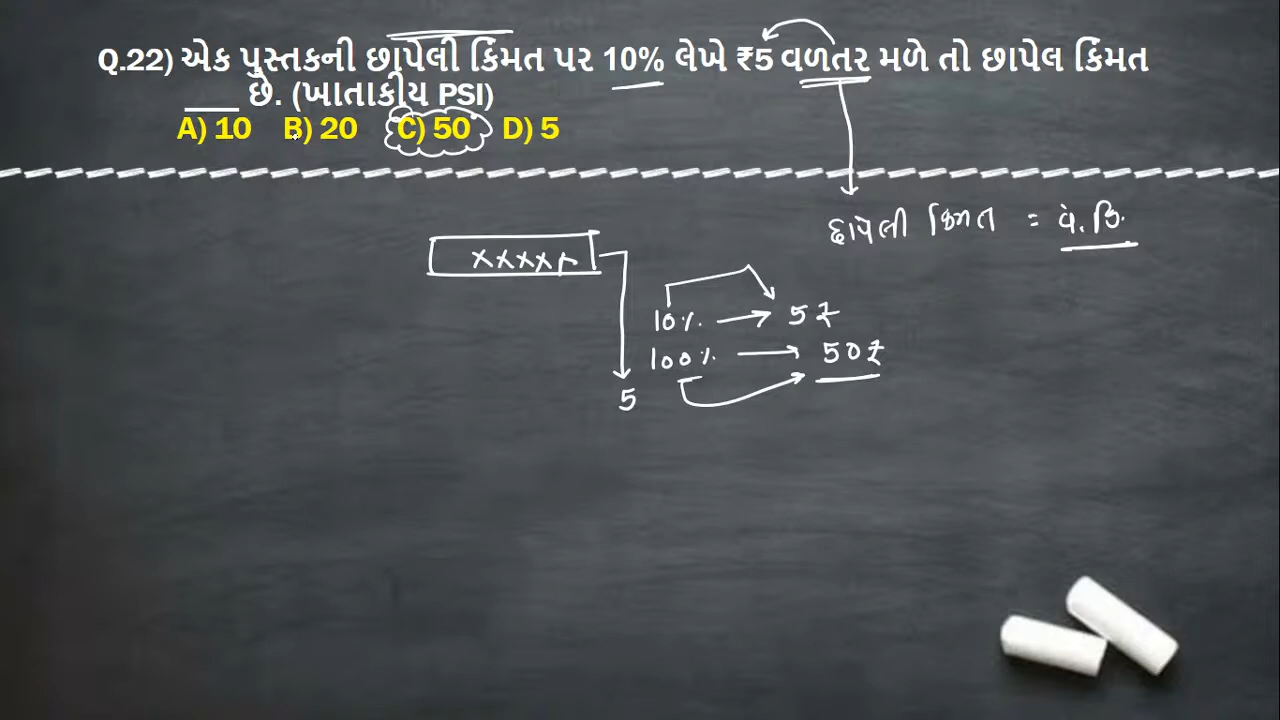 Q.22) એક પુસ્તકની છાપેલી કિંમત પર 10% લેખે ₹5 વળતર મળે તો છાપેલ કિંમત
___ છે. (ખાતાકીય PSI)
A) 10 B) 20 C) 50 D) 5
છાપેલી કિંમત = વે. કિ.
xxxxx
10% → 5₹
100% → 50₹
5